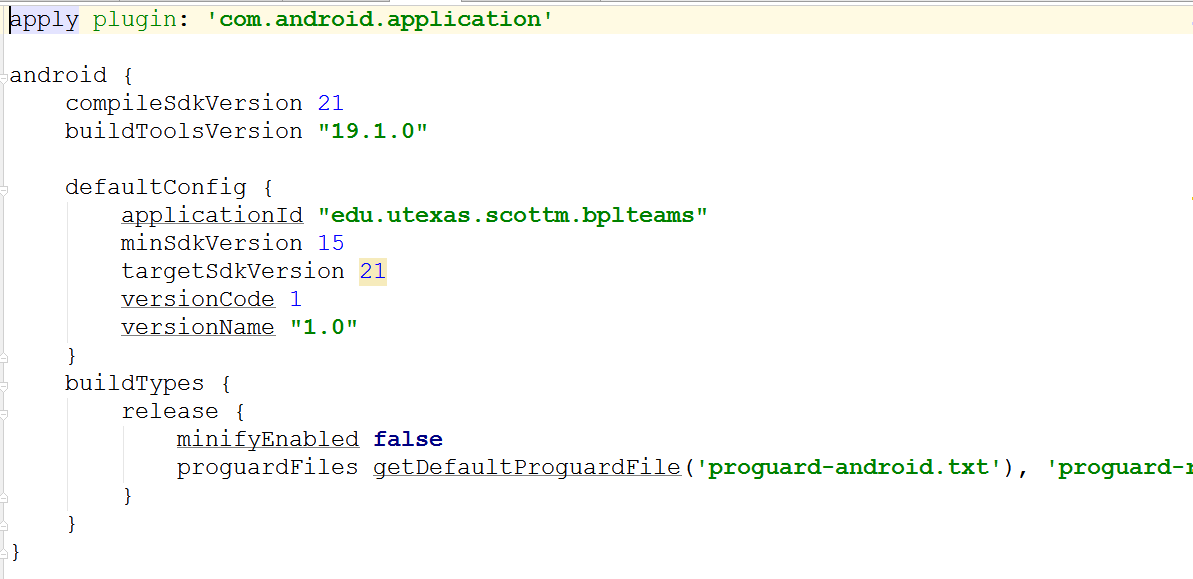 apply plugin: 'com.android.application'
android {
compileSdkVersion 21
buildToolsVersion "19.1.0"
defaultConfig {
applicationId "edu.utexas.scottm.bplteams"
minSdkVersion 15
targetSdkVersion 21
versionCode 1
versionName "1.0"
}
buildTypes {
release {
minifyEnabled false
proguardFiles getDefaultProguardFile('proguard-android.txt'), 'proguard-
}
}
}